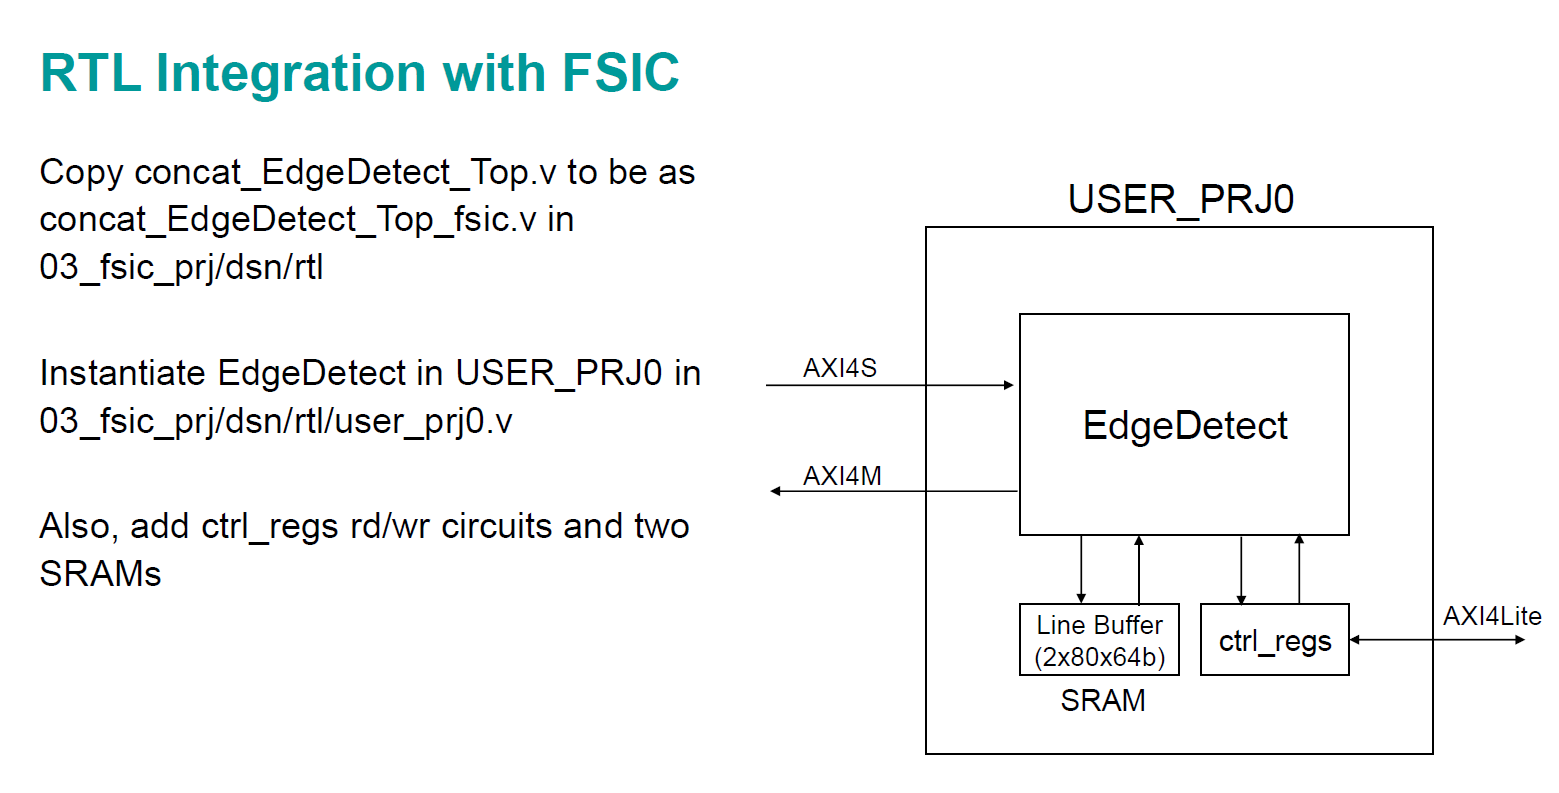 RTL Integration with FSIC
Copy concat_EdgeDetect_Top.v to be as
concat_EdgeDetect_Top_fsic.v in
03_fsic_prj/dsn/rtl
Instantiate EdgeDetect in USER_PRJ0 in
03_fsic_prj/dsn/rtl/user_prj0.v
Also, add ctrl_regs rd/wr circuits and two
SRAMs
USER_PRJ0
AXI4S
EdgeDetect
AXI4M
Line Buffer
(2x80x64b)
SRAM
ctrl_regs
AXI4Lite